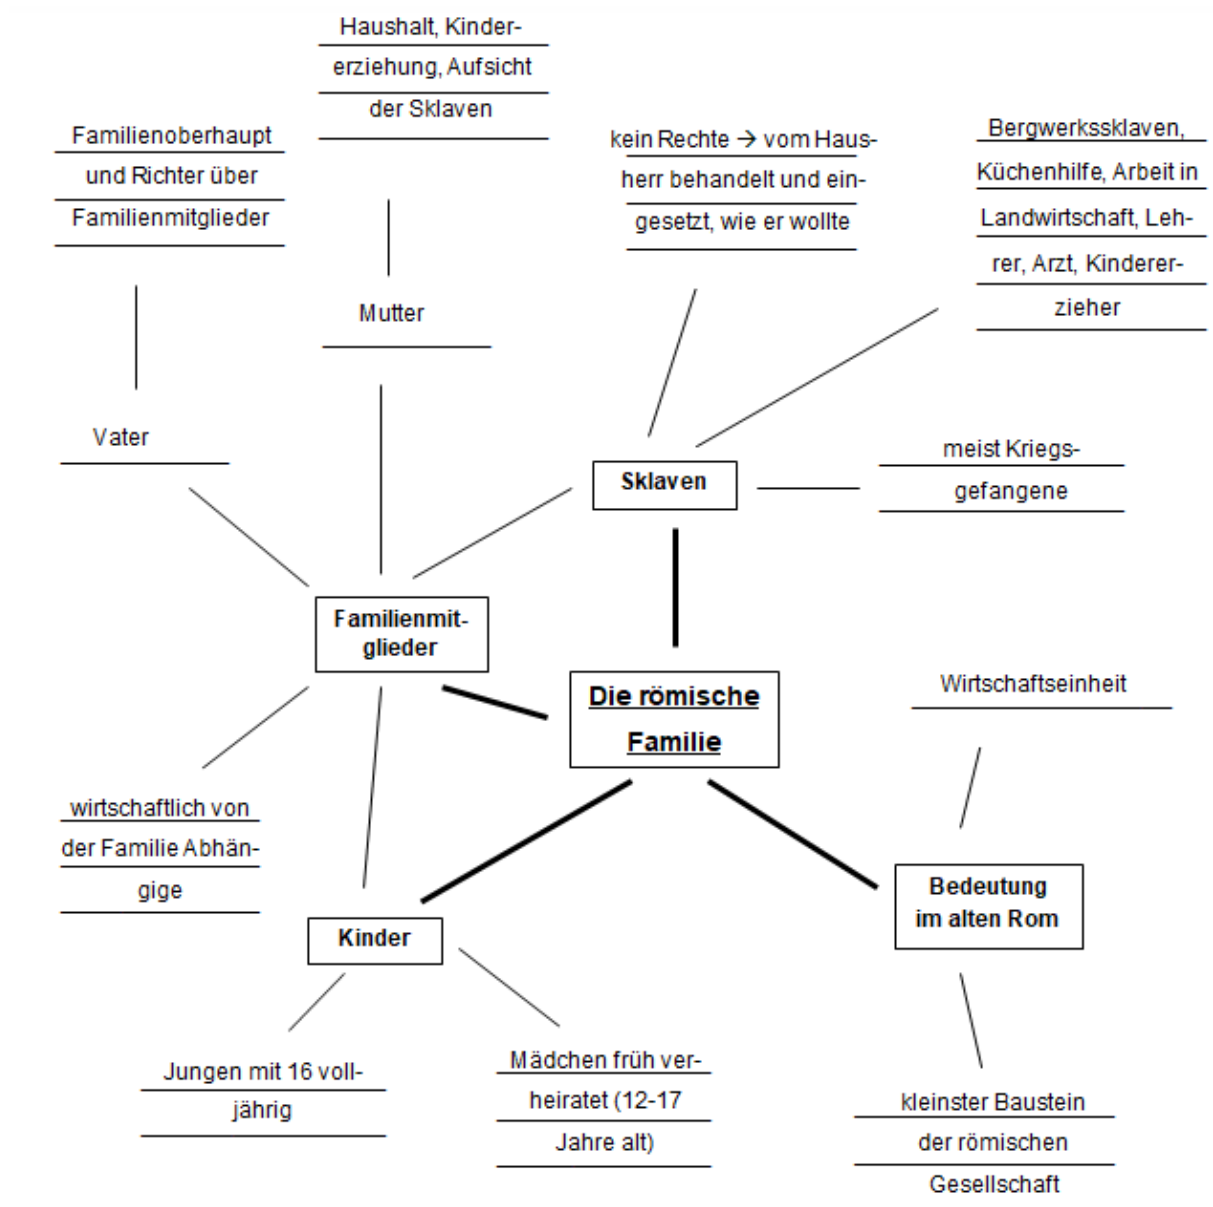 Haushalt, Kinder-
erziehung, Aufsicht
der Sklaven
Familienoberhaupt
und Richter über
Familienmitglieder
kein Rechte → vom Haus-
herr behandelt und ein-
gesetzt, wie er wollte
Bergwerkssklaven,
Küchenhilfe, Arbeit in
Landwirtschaft, Leh-
rer, Arzt, Kinderer-
zieher
Mutter
Vater
Sklaven
meist Kriegs-
gefangene
Familienmit-
glieder
Die römische
Familie
Wirtschaftseinheit
wirtschaftlich von
der Familie Abhän-
gige
Kinder
Bedeutung
im alten Rom
Jungen mit 16 voll-
jährig
Mädchen früh ver-
heiratet (12-17
Jahre alt)
kleinster Baustein
der römischen
Gesellschaft